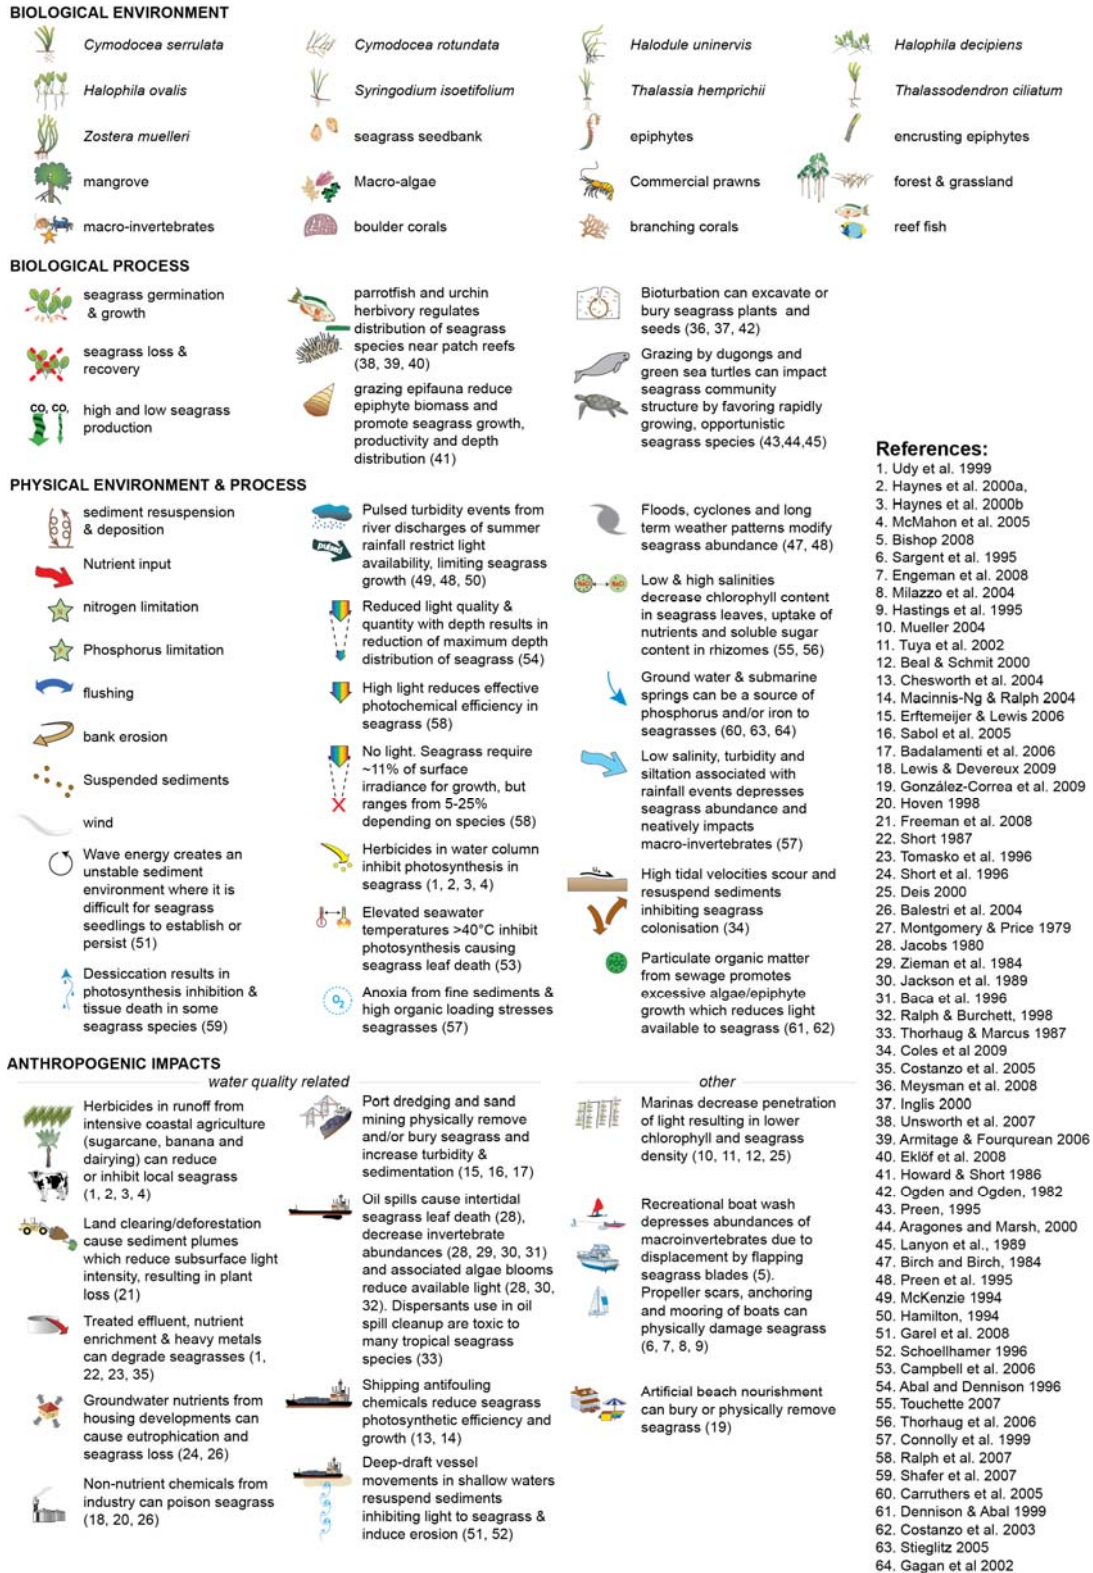 BIOLOGICAL ENVIRONMENT
Cymodocea serrulata
Cymodocea rotundata
Halodule uninervis
Halophila decipiens
Halophila ovalis
Syringodium isoetifolium
Thalassia hemprichii
Thalassodendron ciliatum
Zostera muelleri
seagrass seedbank
epiphytes
encrusting epiphytes
mangrove
Macro-algae
Commercial prawns
forest & grassland
macro-invertebrates
boulder corals
branching corals
reef fish
BIOLOGICAL PROCESS
seagrass germination
& growth
seagrass loss &
recovery
CO₂ CO₂
high and low seagrass
production
parrotfish and urchin
herbivory regulates
distribution of seagrass
species near patch reefs
(38, 39, 40)
grazing epifauna reduce
epiphyte biomass and
promote seagrass growth,
productivity and depth
distribution (41)
Bioturbation can excavate or
bury seagrass plants and
seeds (36, 37, 42)
Grazing by dugongs and
green sea turtles can impact
seagrass community
structure by favoring rapidly
growing, opportunistic
seagrass species (43,44,45)
PHYSICAL ENVIRONMENT & PROCESS
sediment resuspension
& deposition
Nutrient input
N
nitrogen limitation
P
Phosphorus limitation
flushing
bank erosion
Suspended sediments
wind
Wave energy creates an
unstable sediment
environment where it is
difficult for seagrass
seedlings to establish or
persist (51)
Dessiccation results in
photosynthesis inhibition &
tissue death in some
seagrass species (59)
pulsed
Pulsed turbidity events from
river discharges of summer
rainfall restrict light
availability, limiting seagrass
growth (49, 48, 50)
Reduced light quality &
quantity with depth results in
reduction of maximum depth
distribution of seagrass (54)
High light reduces effective
photochemical efficiency in
seagrass (58)
No light. Seagrass require
~11% of surface
irradiance for growth, but
ranges from 5-25%
depending on species (58)
Herbicides in water column
inhibit photosynthesis in
seagrass (1, 2, 3, 4)
Elevated seawater
temperatures >40°C inhibit
photosynthesis causing
seagrass leaf death (53)
O₂
Anoxia from fine sediments &
high organic loading stresses
seagrasses (57)
Floods, cyclones and long
term weather patterns modify
seagrass abundance (47, 48)
NaCl NaCl
Low & high salinities
decrease chlorophyll content
in seagrass leaves, uptake of
nutrients and soluble sugar
content in rhizomes (55, 56)
Ground water & submarine
springs can be a source of
phosphorus and/or iron to
seagrasses (60, 63, 64)
Low salinity, turbidity and
siltation associated with
rainfall events depresses
seagrass abundance and
neatively impacts
macro-invertebrates (57)
High tidal velocities scour and
resuspend sediments
inhibiting seagrass
colonisation (34)
Particulate organic matter
from sewage promotes
excessive algae/epiphyte
growth which reduces light
available to seagrass (61, 62)
ANTHROPOGENIC IMPACTS
water quality related
Herbicides in runoff from
intensive coastal agriculture
(sugarcane, banana and
dairying) can reduce
or inhibit local seagrass
(1, 2, 3, 4)
Land clearing/deforestation
cause sediment plumes
which reduce subsurface light
intensity, resulting in plant
loss (21)
Treated effluent, nutrient
enrichment & heavy metals
can degrade seagrasses (1,
22, 23, 35)
Groundwater nutrients from
housing developments can
cause eutrophication and
seagrass loss (24, 26)
Non-nutrient chemicals from
industry can poison seagrass
(18, 20, 26)
Port dredging and sand
mining physically remove
and/or bury seagrass and
increase turbidity &
sedimentation (15, 16, 17)
Oil spills cause intertidal
seagrass leaf death (28),
decrease invertebrate
abundances (28, 29, 30, 31)
and associated algae blooms
reduce available light (28, 30,
32). Dispersants use in oil
spill cleanup are toxic to
many tropical seagrass
species (33)
Shipping antifouling
chemicals reduce seagrass
photosynthetic efficiency and
growth (13, 14)
Deep-draft vessel
movements in shallow waters
resuspend sediments
inhibiting light to seagrass &
induce erosion (51, 52)
other
Marinas decrease penetration
of light resulting in lower
chlorophyll and seagrass
density (10, 11, 12, 25)
Recreational boat wash
depresses abundances of
macroinvertebrates due to
displacement by flapping
seagrass blades (5).
Propeller scars, anchoring
and mooring of boats can
physically damage seagrass
(6, 7, 8, 9)
Artificial beach nourishment
can bury or physically remove
seagrass (19)
References:
1. Udy et al. 1999
2. Haynes et al. 2000a,
3. Haynes et al. 2000b
4. McMahon et al. 2005
5. Bishop 2008
6. Sargent et al. 1995
7. Engeman et al. 2008
8. Milazzo et al. 2004
9. Hastings et al. 1995
10. Mueller 2004
11. Tuya et al. 2002
12. Beal & Schmit 2000
13. Chesworth et al. 2004
14. Macinnis-Ng & Ralph 2004
15. Erftemeijer & Lewis 2006
16. Sabol et al. 2005
17. Badalamenti et al. 2006
18. Lewis & Devereux 2009
19. González-Correa et al. 2009
20. Hoven 1998
21. Freeman et al. 2008
22. Short 1987
23. Tomasko et al. 1996
24. Short et al. 1996
25. Deis 2000
26. Balestri et al. 2004
27. Montgomery & Price 1979
28. Jacobs 1980
29. Zieman et al. 1984
30. Jackson et al. 1989
31. Baca et al. 1996
32. Ralph & Burchett, 1998
33. Thorhaug & Marcus 1987
34. Coles et al 2009
35. Costanzo et al. 2005
36. Meysman et al. 2008
37. Inglis 2000
38. Unsworth et al. 2007
39. Armitage & Fourqurean 2006
40. Eklöf et al. 2008
41. Howard & Short 1986
42. Ogden and Ogden, 1982
43. Preen, 1995
44. Aragones and Marsh, 2000
45. Lanyon et al., 1989
47. Birch and Birch, 1984
48. Preen et al. 1995
49. McKenzie 1994
50. Hamilton, 1994
51. Garel et al. 2008
52. Schoellhamer 1996
53. Campbell et al. 2006
54. Abal and Dennison 1996
55. Touchette 2007
56. Thorhaug et al. 2006
57. Connolly et al. 1999
58. Ralph et al. 2007
59. Shafer et al. 2007
60. Carruthers et al. 2005
61. Dennison & Abal 1999
62. Costanzo et al. 2003
63. Stieglitz 2005
64. Gagan et al 2002